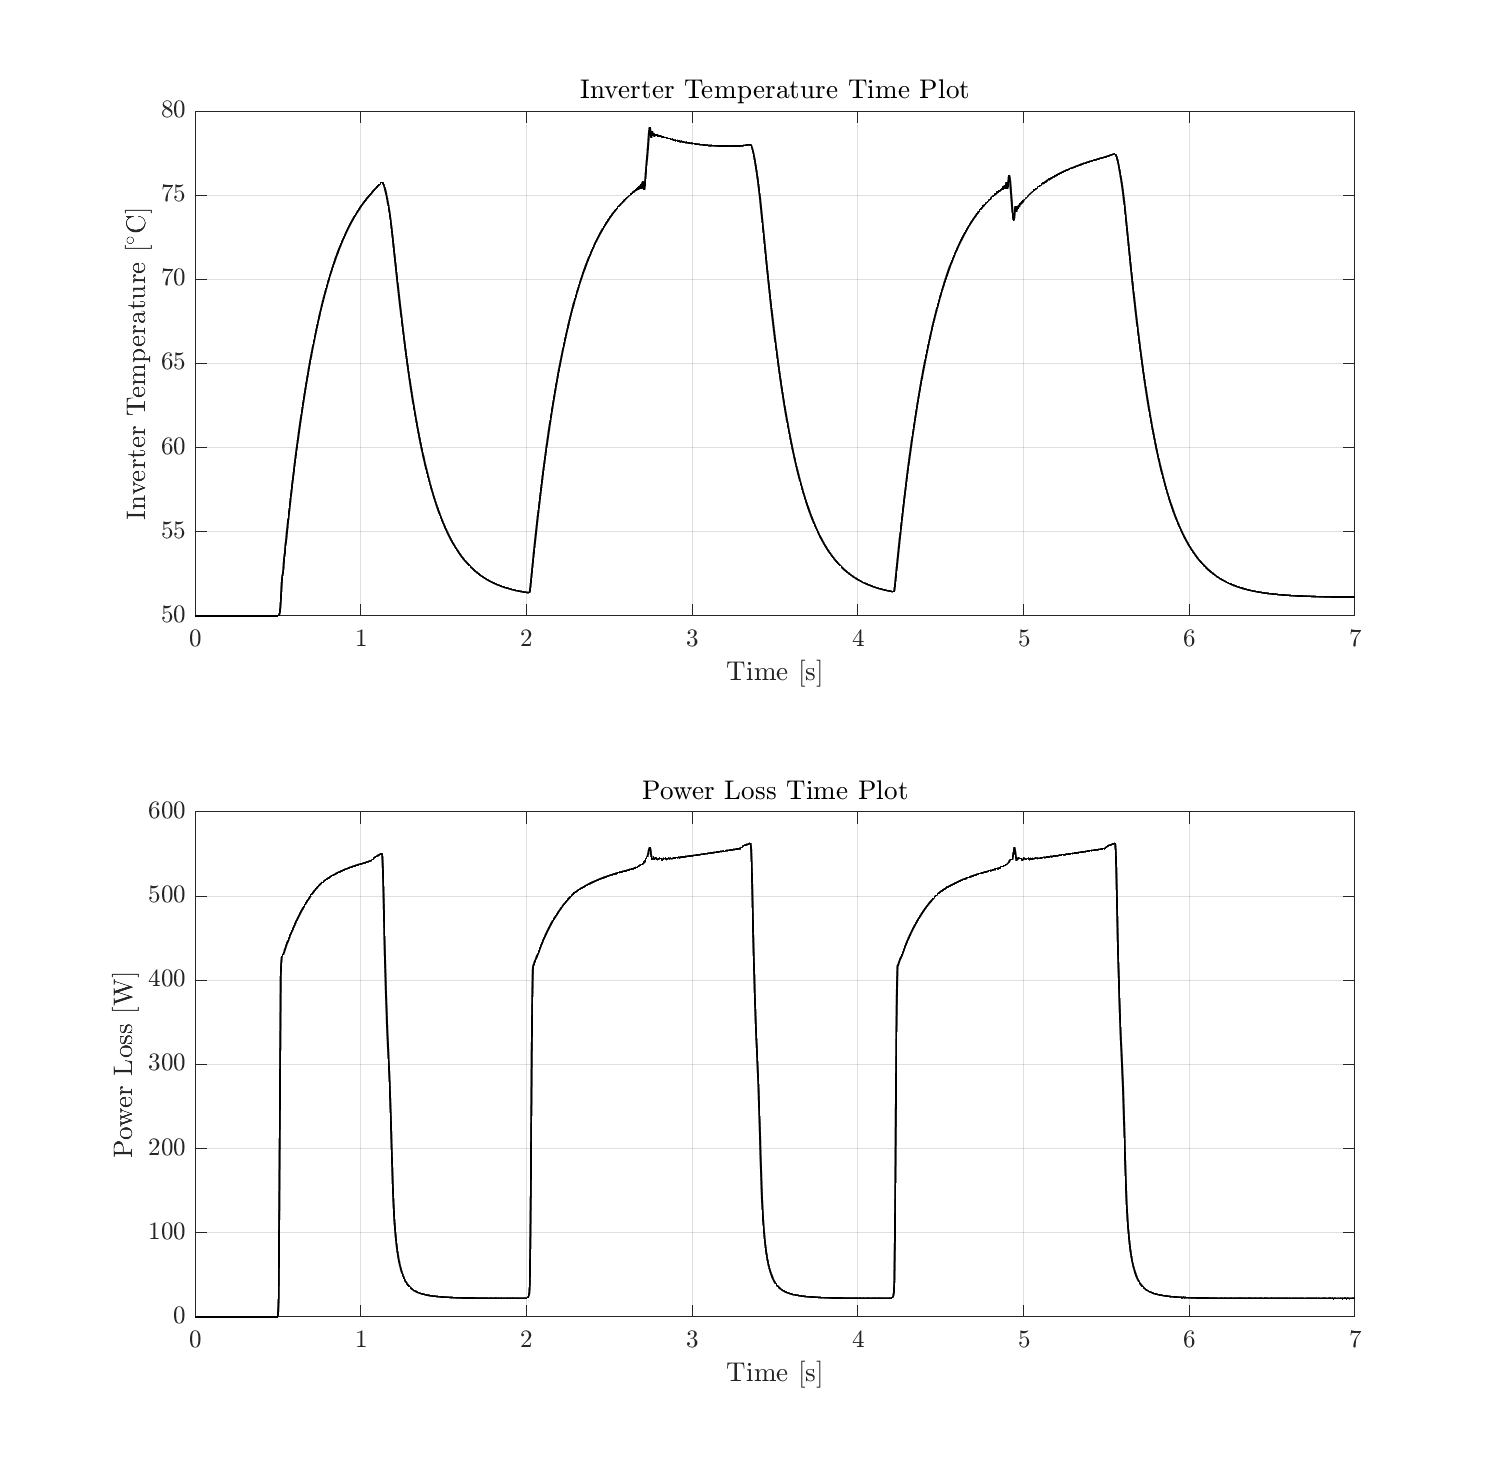 Inverter Temperature Time Plot
80
75
70
65
60
55
50
Inverter Temperature [°C]
0 1 2 3 4 5 6 7
Time [s]
Power Loss Time Plot
600
500
400
300
200
100
0
Power Loss [W]
0 1 2 3 4 5 6 7
Time [s]